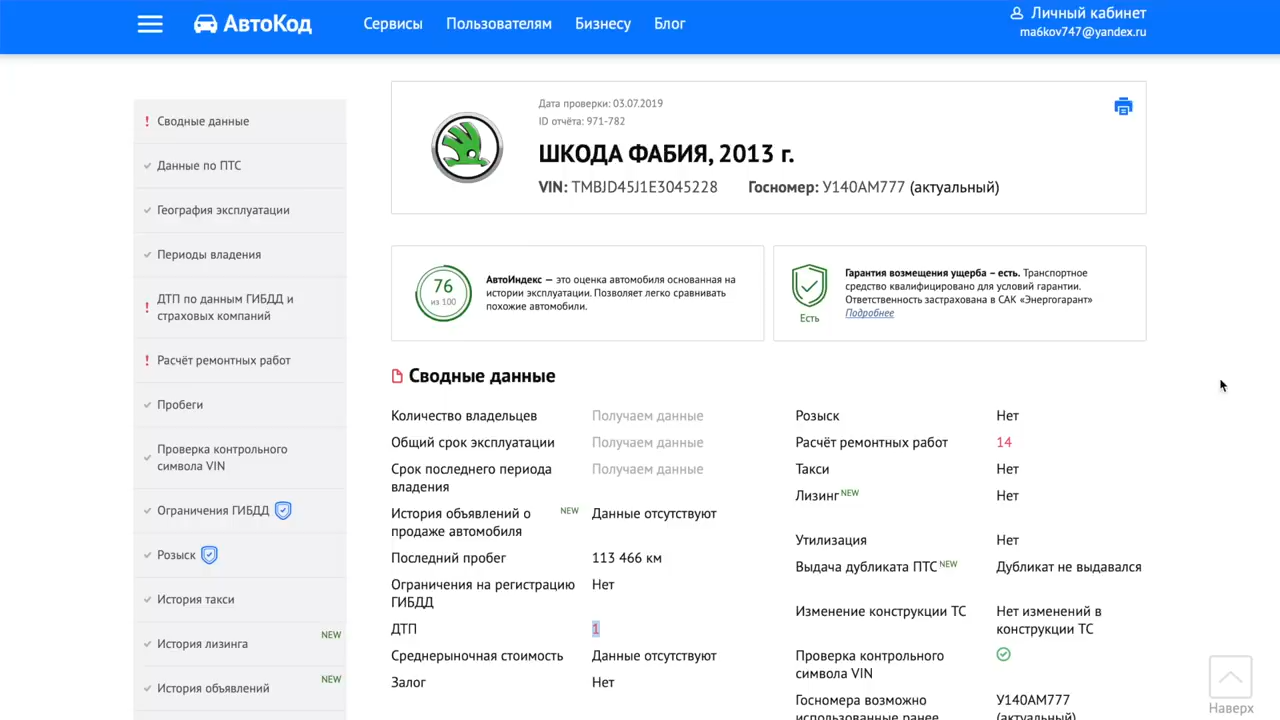 АвтоКод
Сервисы
Пользователям
Бизнесу
Блог
Личный кабинет
ma6kov747@yandex.ru
! Сводные данные
Данные по ПТС
География эксплуатации
Периоды владения
! ДТП по данным ГИБДД и
страховых компаний
! Расчёт ремонтных работ
Пробеги
Проверка контрольного
символа VIN
Ограничения ГИБДД
Розыск
История такси
История лизинга NEW
История объявлений NEW
Дата проверки: 03.07.2019
ID отчёта: 971-782
ШКОДА ФАБИЯ, 2013 г.
VIN: TMBJD45J1E3045228 Госномер: У140АМ777 (актуальный)
76
из 100
АвтоИндекс — это оценка автомобиля основанная на
истории эксплуатации. Позволяет легко сравнивать
похожие автомобили.
Есть
Гарантия возмещения ущерба – есть. Транспортное
средство квалифицировано для условий гарантии.
Ответственность застрахована в САК «Энергогарант»
Подробнее
Сводные данные
Количество владельцев Получаем данные
Общий срок эксплуатации Получаем данные
Срок последнего периода Получаем данные
владения
История объявлений о NEW Данные отсутствуют
продаже автомобиля
Последний пробег 113 466 км
Ограничения на регистрацию Нет
ГИБДД
ДТП 1
Среднерыночная стоимость Данные отсутствуют
Залог Нет
Розыск Нет
Расчёт ремонтных работ 14
Такси Нет
Лизинг NEW Нет
Утилизация Нет
Выдача дубликата ПТС NEW Дубликат не выдавался
Изменение конструкции ТС Нет изменений в
конструкции ТС
Проверка контрольного
символа VIN
Госномера возможно У140АМ777
использованные ранее (актуальный)
Наверх